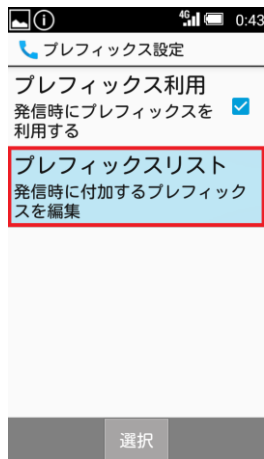 4G 0:43
プレフィックス設定
プレフィックス利用
発信時にプレフィックスを
利用する
プレフィックスリスト
発信時に付加するプレフィック
スを編集
選択